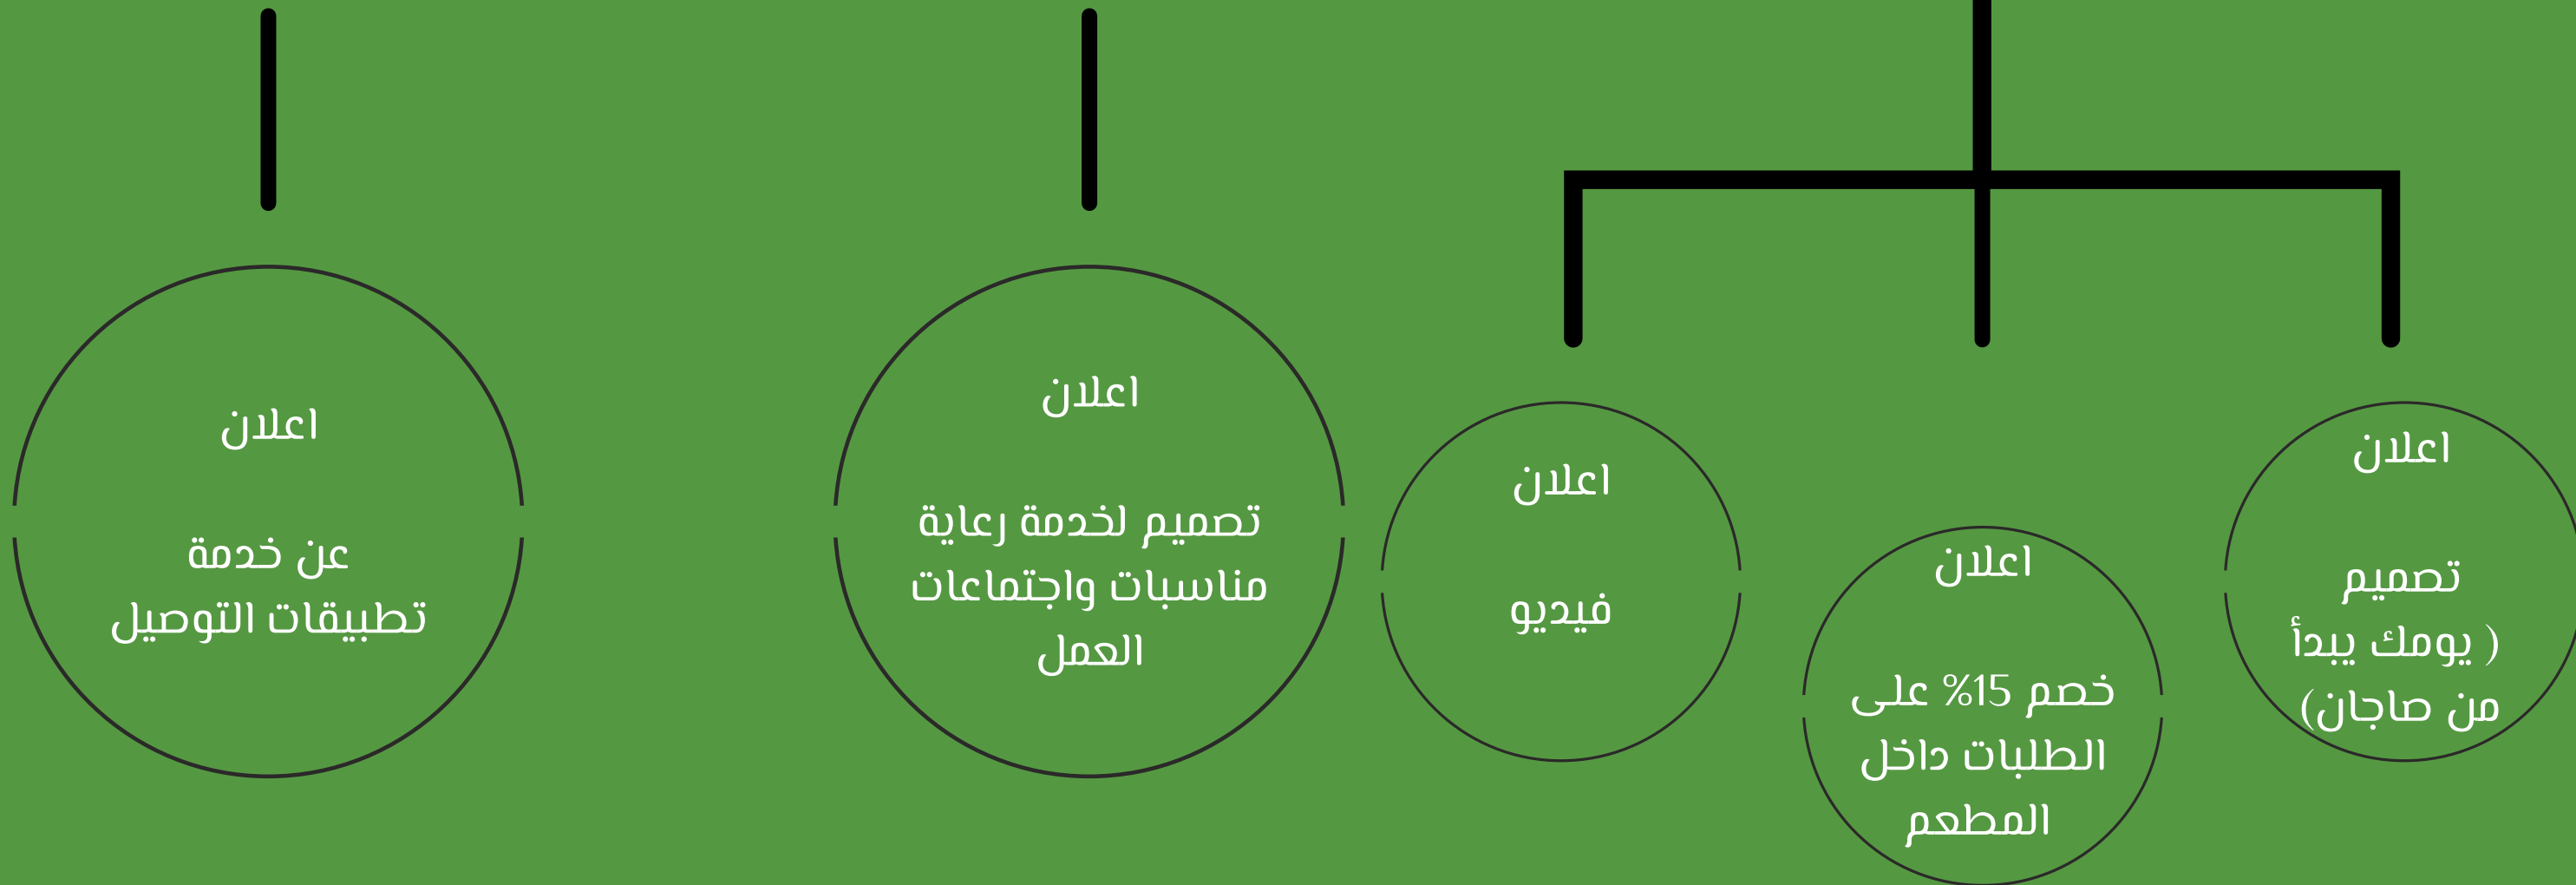 اعلان
تصميم
( يومك يبدأ
من صاجان)
اعلان
خصم 15% على
الطلبات داخل
المطعم
اعلان
فيديو
اعلان
تصميم لخدمة رعاية
مناسبات واجتماعات
العمل
اعلان
عن خدمة
تطبيقات التوصيل